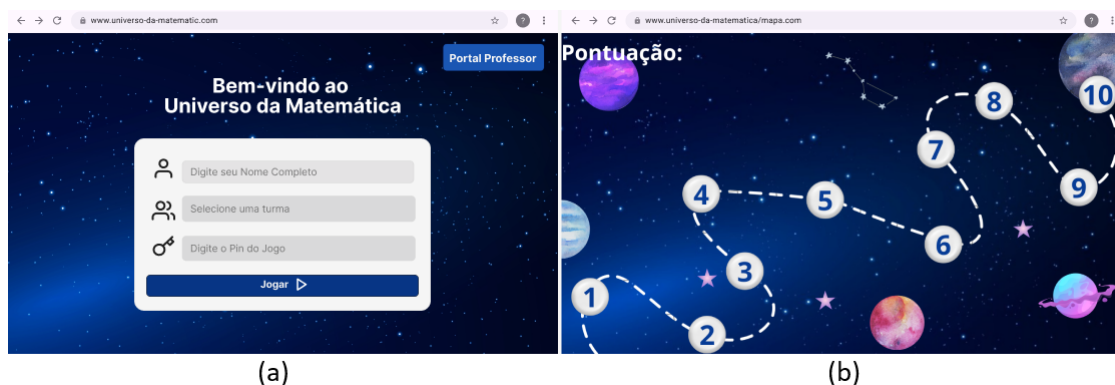 www.universo-da-matematic.com
Portal Professor
Bem-vindo ao
Universo da Matemática
Digite seu Nome Completo
Selecione uma turma
Digite o Pin do Jogo
Jogar
(a)
www.universo-da-matematica/mapa.com
Pontuação:
10
8
7
9
4
5
6
3
1
2
(b)